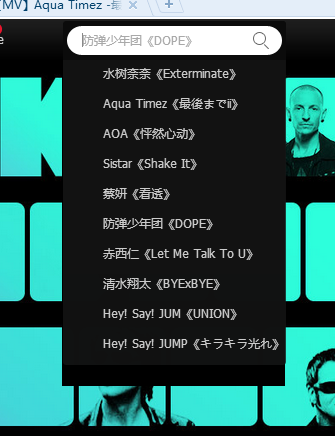 [MV] Aqua Timez -最
e
防弹少年团《DOPE》
水树奈奈《Exterminate》
Aqua Timez《最後までii》
AOA《怦然心动》
Sistar《Shake It》
蔡妍《看透》
防弹少年团《DOPE》
赤西仁《Let Me Talk To U》
清水翔太《BYExBYE》
Hey! Say! JUM《UNION》
Hey! Say! JUMP《キラキラ光れ》
K